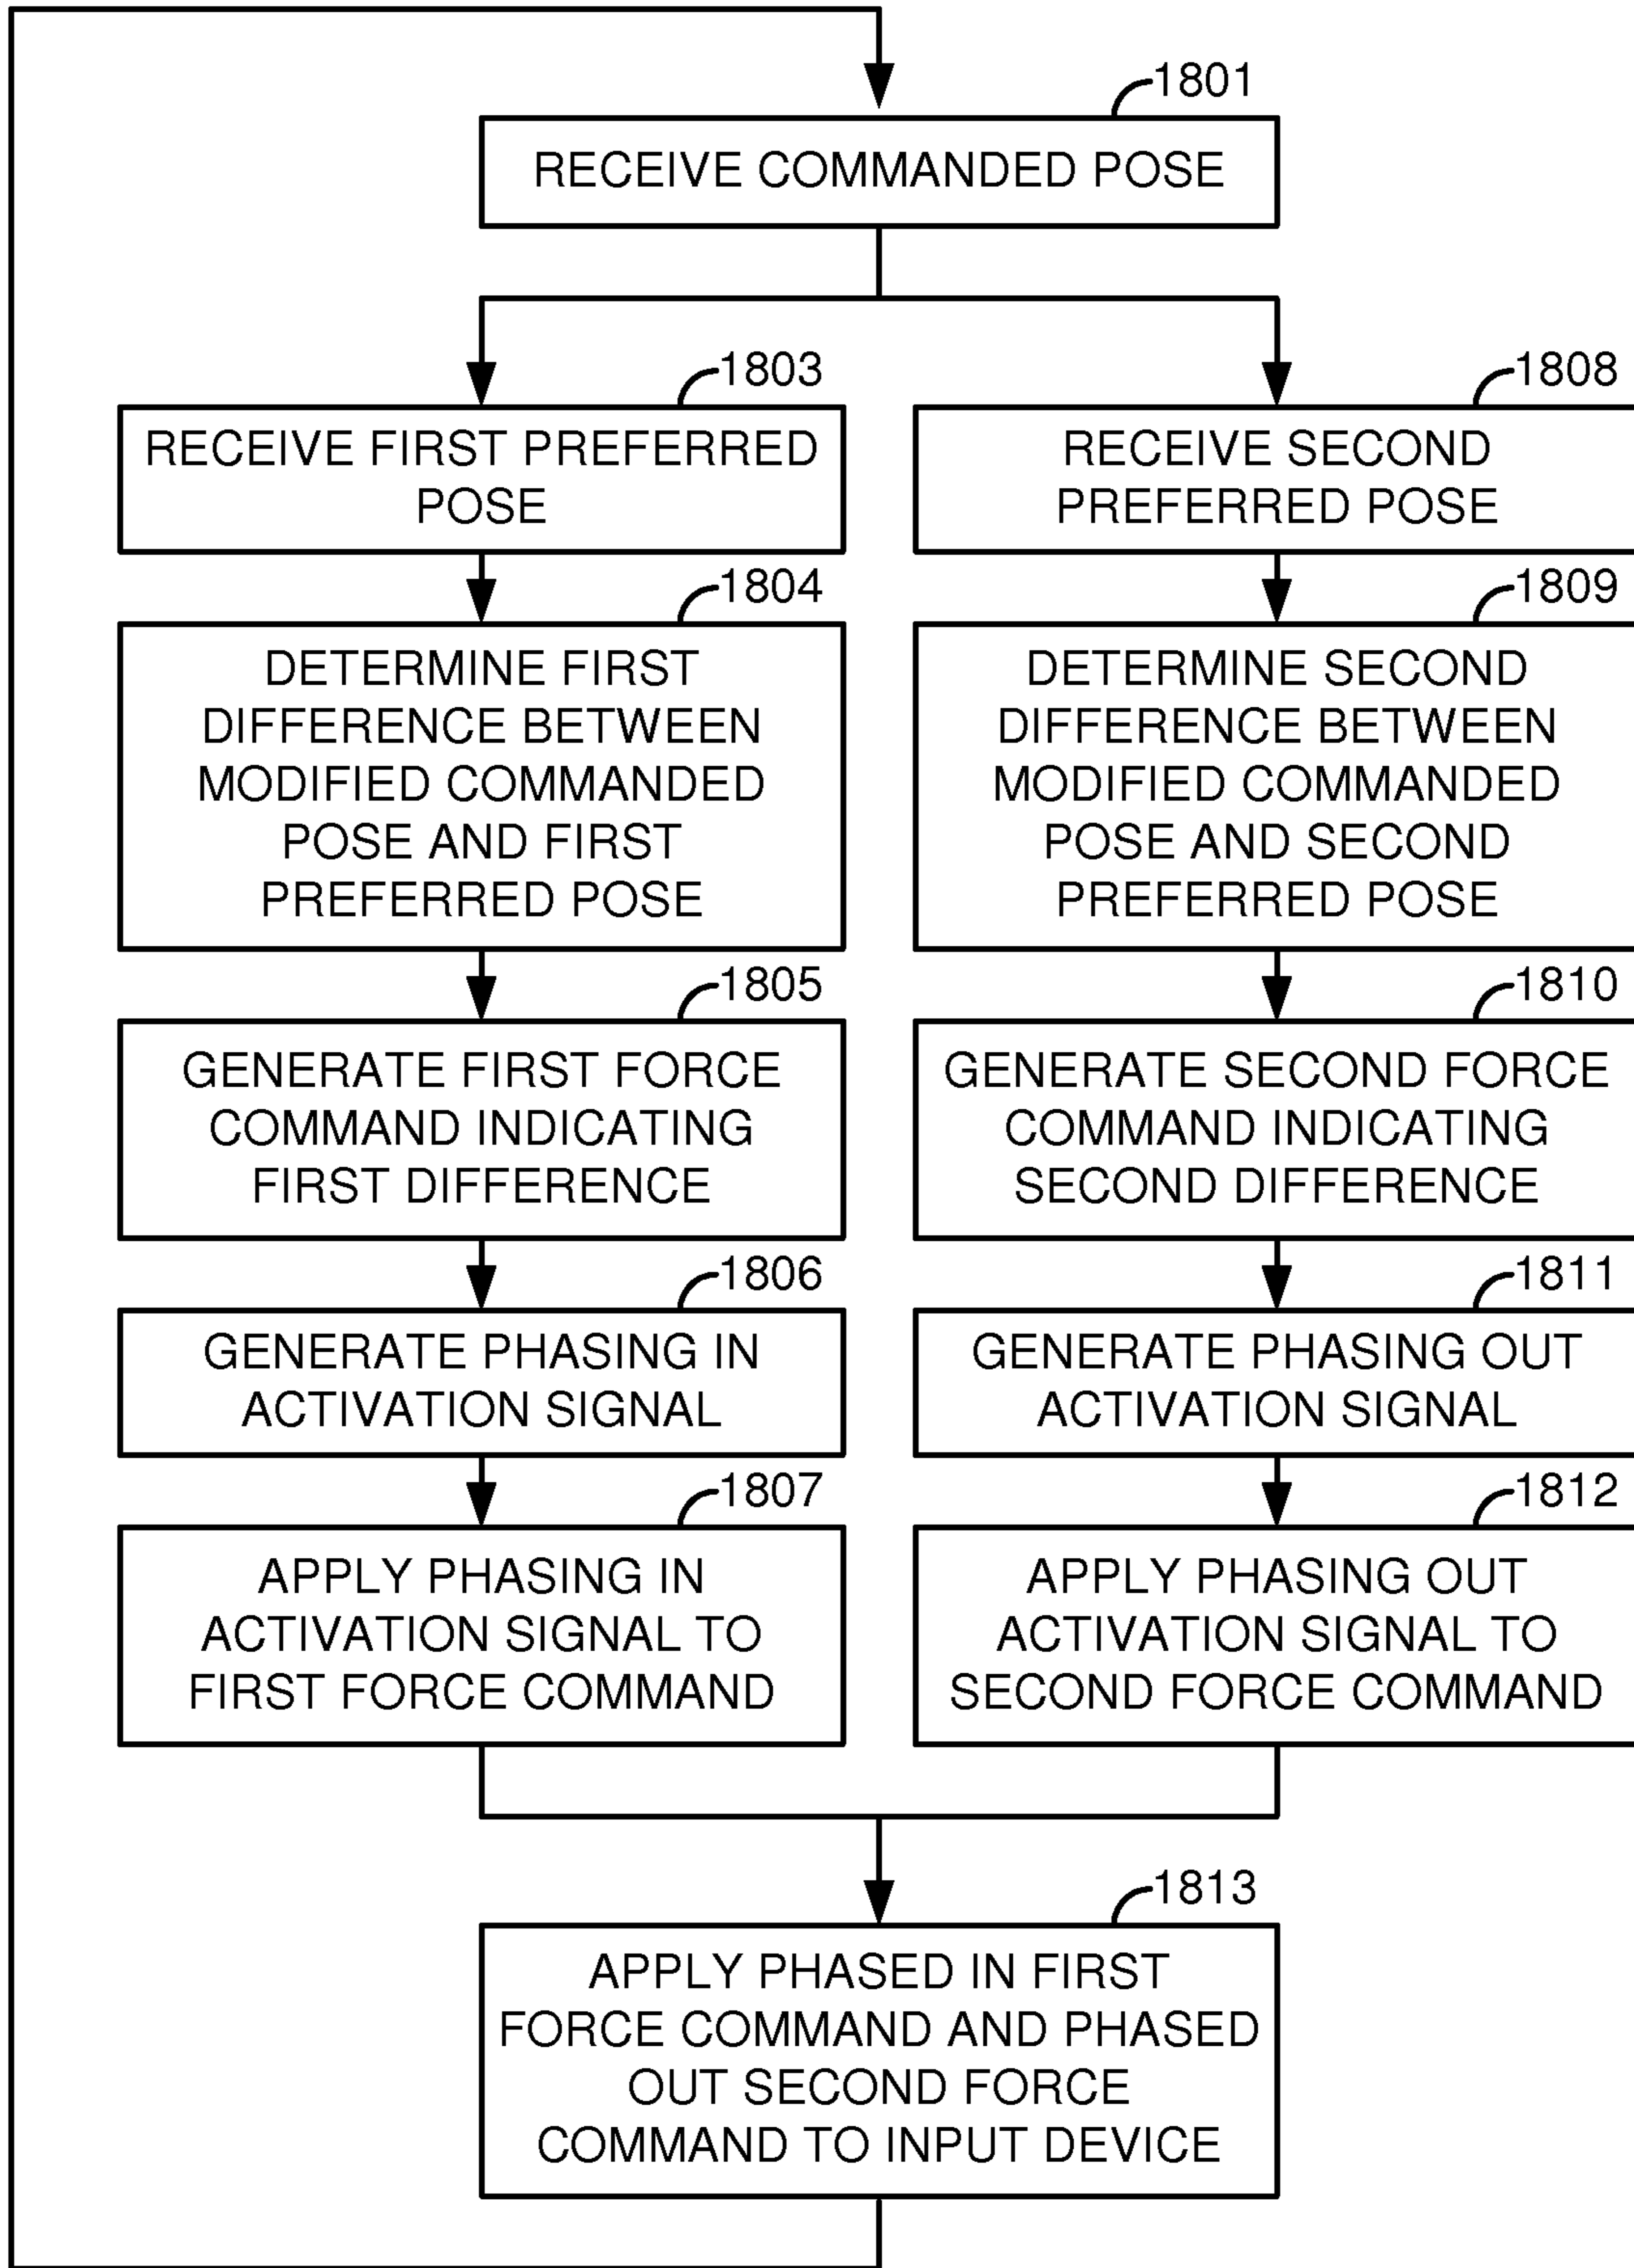 1801
RECEIVE COMMANDED POSE
1803
RECEIVE FIRST PREFERRED
POSE
1804
DETERMINE FIRST
DIFFERENCE BETWEEN
MODIFIED COMMANDED
POSE AND FIRST
PREFERRED POSE
1805
GENERATE FIRST FORCE
COMMAND INDICATING
FIRST DIFFERENCE
1806
GENERATE PHASING IN
ACTIVATION SIGNAL
1807
APPLY PHASING IN
ACTIVATION SIGNAL TO
FIRST FORCE COMMAND
1808
RECEIVE SECOND
PREFERRED POSE
1809
DETERMINE SECOND
DIFFERENCE BETWEEN
MODIFIED COMMANDED
POSE AND SECOND
PREFERRED POSE
1810
GENERATE SECOND FORCE
COMMAND INDICATING
SECOND DIFFERENCE
1811
GENERATE PHASING OUT
ACTIVATION SIGNAL
1812
APPLY PHASING OUT
ACTIVATION SIGNAL TO
SECOND FORCE COMMAND
1813
APPLY PHASED IN FIRST
FORCE COMMAND AND PHASED
OUT SECOND FORCE
COMMAND TO INPUT DEVICE